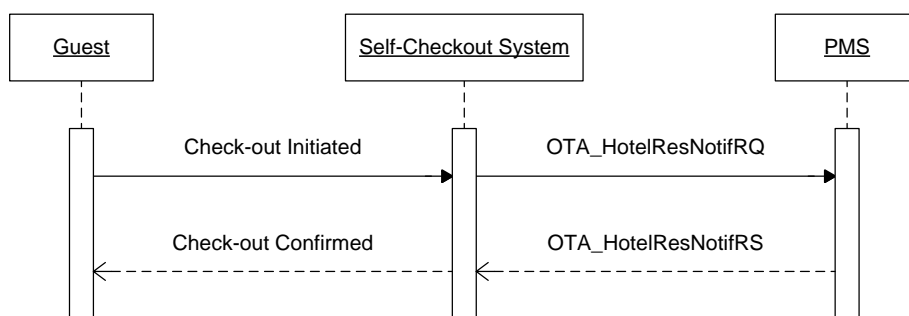 Guest
Self-Checkout System
PMS
Check-out Initiated
OTA_HotelResNotifRQ
Check-out Confirmed
OTA_HotelResNotifRS